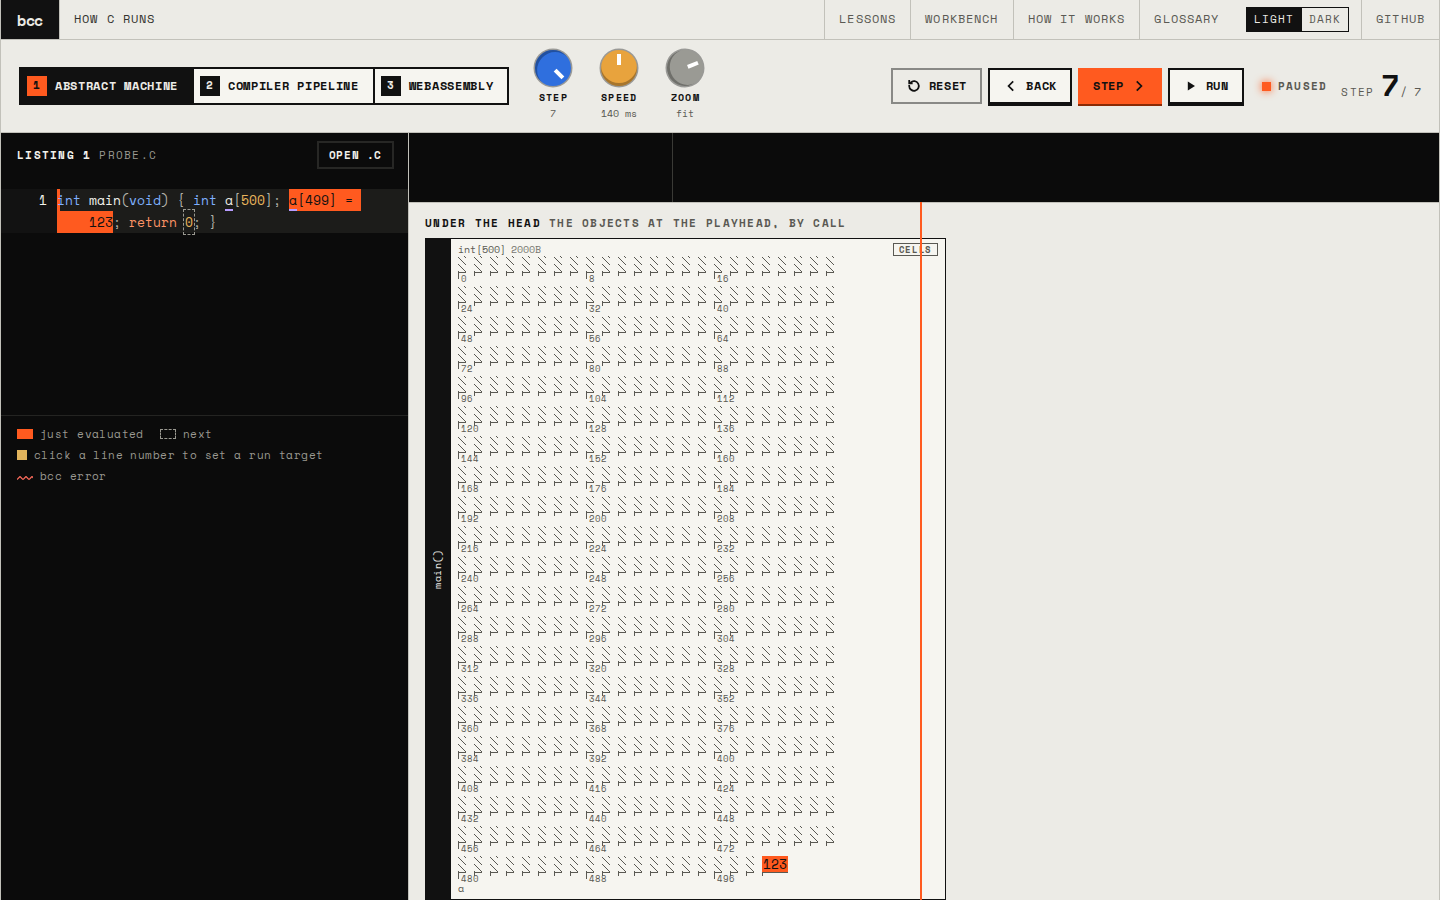 bcc HOW C RUNS LESSONS WORKBENCH HOW IT WORKS GLOSSARY LIGHT DARK GITHUB
1 ABSTRACT MACHINE 2 COMPILER PIPELINE 3 WEBASSEMBLY
STEP SPEED ZOOM
7 140 ms fit
RESET BACK STEP RUN PAUSED STEP 7 / 7
LISTING 1 PROBE.C OPEN .C
1 int main(void) { int a[500]; a[499] =
123; return 0; }
just evaluated next
click a line number to set a run target
bcc error
UNDER THE HEAD THE OBJECTS AT THE PLAYHEAD, BY CALL
main()
int[500] 2000B CELLS
0 8 16
24 32 40
48 56 64
72 80 88
96 104 112
120 128 136
144 152 160
168 176 184
192 200 208
216 224 232
240 248 256
264 272 280
288 296 304
312 320 328
336 344 352
360 368 376
384 392 400
408 416 424
432 440 448
456 464 472
123
480 488 496
a